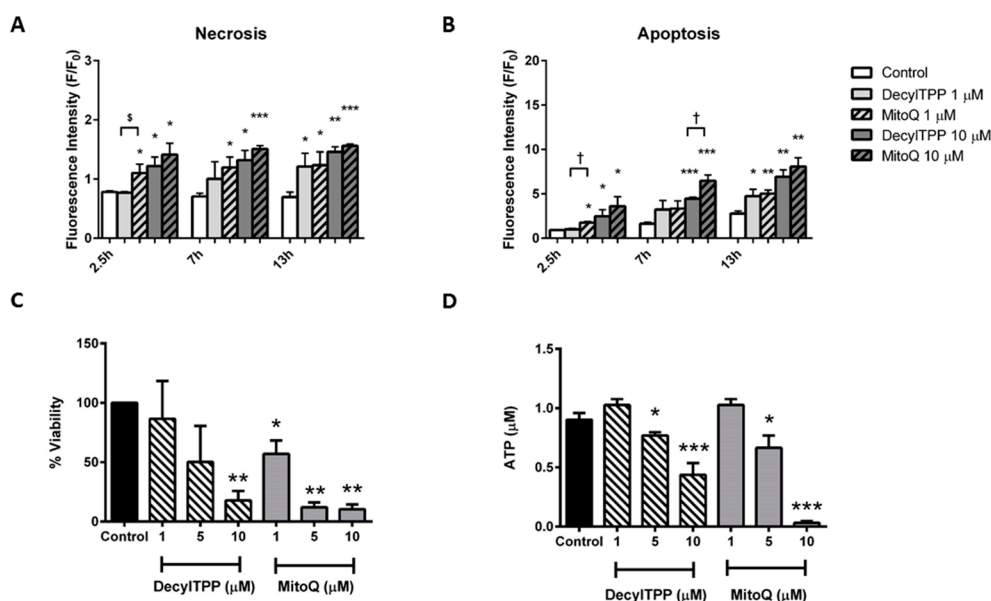 A
Necrosis
Fluorescence Intensity (F/F₀)
3
2
1
0
$
*
*
*
*
*
***
*
*
**
***
2.5h
7h
13h
B
Apoptosis
Fluorescence Intensity (F/F₀)
20
15
10
5
0
†
*
*
*
†
***
***
*
**
**
**
2.5h
7h
13h
Control
DecylTPP 1 μM
MitoQ 1 μM
DecylTPP 10 μM
MitoQ 10 μM
C
% Viability
150
100
50
0
**
*
**
**
Control 1 5 10 1 5 10
DecylTPP (μM) MitoQ (μM)
D
ATP (μM)
1.5
1.0
0.5
0.0
*
***
*
***
Control 1 5 10 1 5 10
DecylTPP (μM) MitoQ (μM)